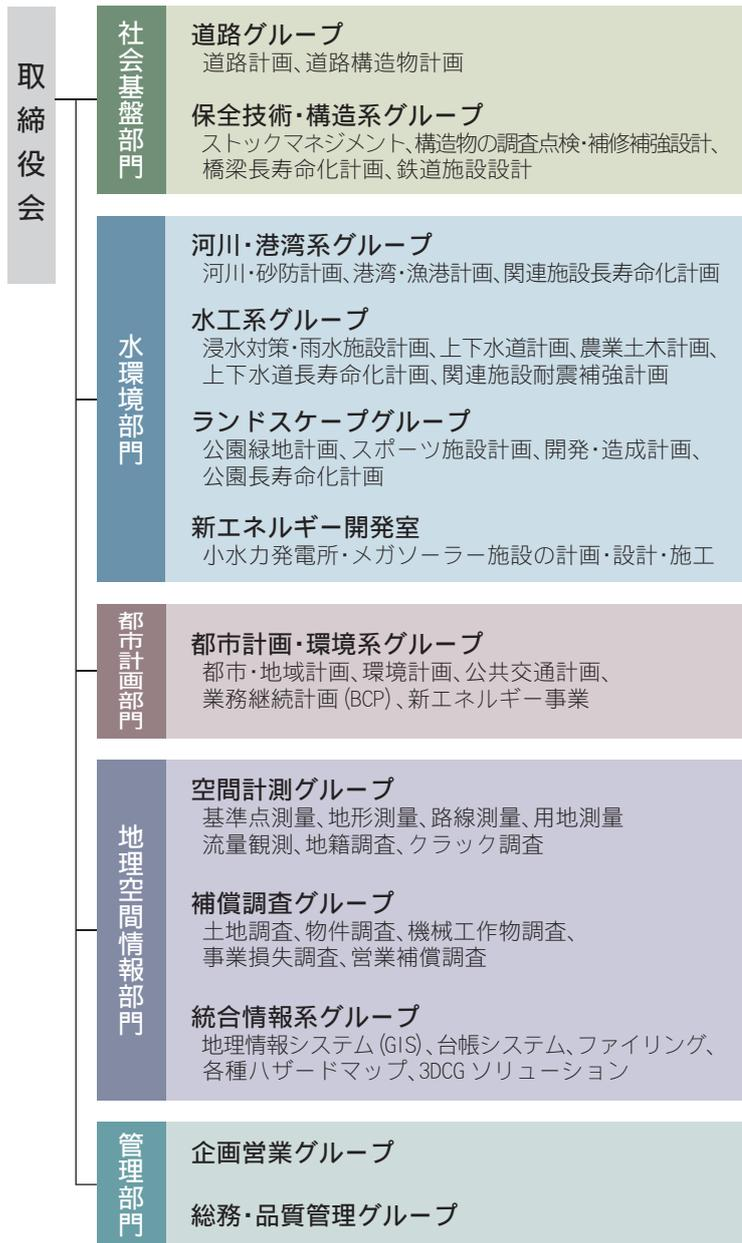 取締役会
社会基盤部門
道路グループ
道路計画、道路構造物計画
保全技術・構造系グループ
ストックマネジメント、構造物の調査点検・補修補強設計、
橋梁長寿命化計画、鉄道施設設計
水環境部門
河川・港湾系グループ
河川・砂防計画、港湾・漁港計画、関連施設長寿命化計画
水工系グループ
浸水対策・雨水施設計画、上下水道計画、農業土木計画、
上下水道長寿命化計画、関連施設耐震補強計画
ランドスケープグループ
公園緑地計画、スポーツ施設計画、開発・造成計画、
公園長寿命化計画
新エネルギー開発室
小水力発電所・メガソーラー施設の計画・設計・施工
都市計画部門
都市計画・環境系グループ
都市・地域計画、環境計画、公共交通計画、
業務継続計画(BCP)、新エネルギー事業
地理空間情報部門
空間計測グループ
基準点測量、地形測量、路線測量、用地測量
流量観測、地籍調査、クラック調査
補償調査グループ
土地調査、物件調査、機械工作物調査、
事業損失調査、営業補償調査
統合情報系グループ
地理情報システム(GIS)、台帳システム、ファイリング、
各種ハザードマップ、3DCG ソリューション
管理部門
企画営業グループ
総務・品質管理グループ